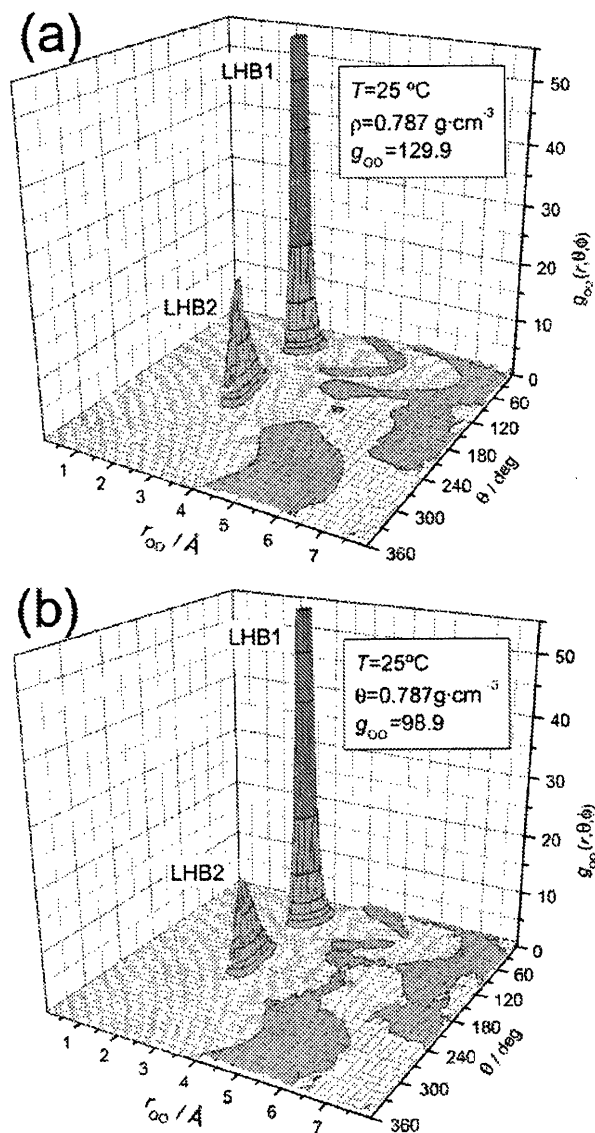 (a)
LHB1
T=25 ºC
ρ=0.787 g·cm⁻³
g_OO=129.9
LHB2
50
40
30
20
10
0
g_OO(r,θ,ϕ)
60
120
180
240
300
360
θ / deg
1
2
3
4
5
6
7
r_OO / Å
(b)
LHB1
T=25ºC
θ=0.787g·cm⁻³
g_OO=98.9
LHB2
50
40
30
20
10
0
g_OO(r,θ,ϕ)
60
120
180
240
300
360
θ / deg
1
2
3
4
5
6
7
r_OO / Å